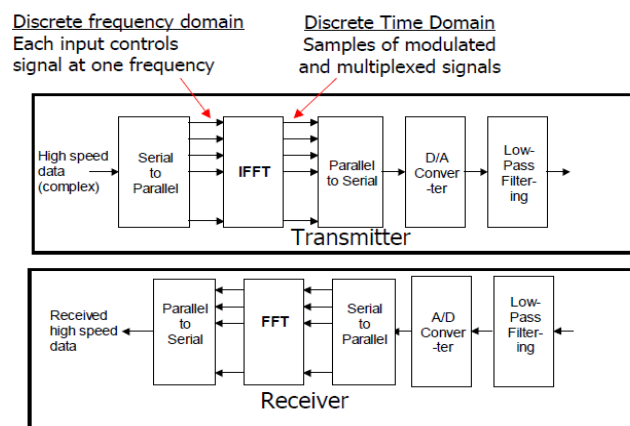 Discrete frequency domain
Each input controls
signal at one frequency
Discrete Time Domain
Samples of modulated
and multiplexed signals
High speed
data
(complex)
Serial
to
Parallel
IFFT
Parallel
to Serial
D/A
Conver
-ter
Low-
Pass
Filter-
ing
Transmitter
Received
high speed
data
Parallel
to
Serial
FFT
Serial
to
Parallel
A/D
Conver
-ter
Low-
Pass
Filter-
ing
Receiver